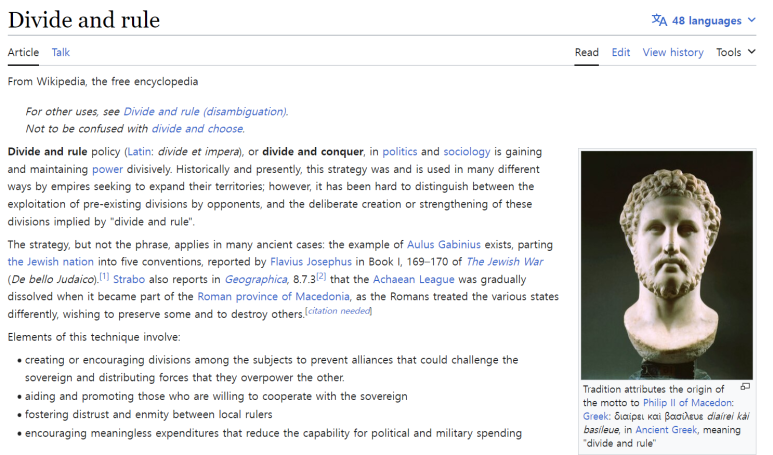 Divide and rule
48 languages
Article Talk
Read Edit View history Tools
From Wikipedia, the free encyclopedia
For other uses, see Divide and rule (disambiguation).
Not to be confused with divide and choose.
Divide and rule policy (Latin: divide et impera), or divide and conquer, in politics and sociology is gaining
and maintaining power divisively. Historically and presently, this strategy was and is used in many different
ways by empires seeking to expand their territories; however, it has been hard to distinguish between the
exploitation of pre-existing divisions by opponents, and the deliberate creation or strengthening of these
divisions implied by "divide and rule".
The strategy, but not the phrase, applies in many ancient cases: the example of Aulus Gabinius exists, parting
the Jewish nation into five conventions, reported by Flavius Josephus in Book I, 169–170 of The Jewish War
(De bello Judaico).[1] Strabo also reports in Geographica, 8.7.3[2] that the Achaean League was gradually
dissolved when it became part of the Roman province of Macedonia, as the Romans treated the various states
differently, wishing to preserve some and to destroy others.[citation needed]
Elements of this technique involve:
• creating or encouraging divisions among the subjects to prevent alliances that could challenge the
sovereign and distributing forces that they overpower the other.
• aiding and promoting those who are willing to cooperate with the sovereign
• fostering distrust and enmity between local rulers
• encouraging meaningless expenditures that reduce the capability for political and military spending
Tradition attributes the origin of
the motto to Philip II of Macedon:
Greek: διαίρει καὶ βασίλευε diaírei kài
basíleue, in Ancient Greek, meaning
"divide and rule"